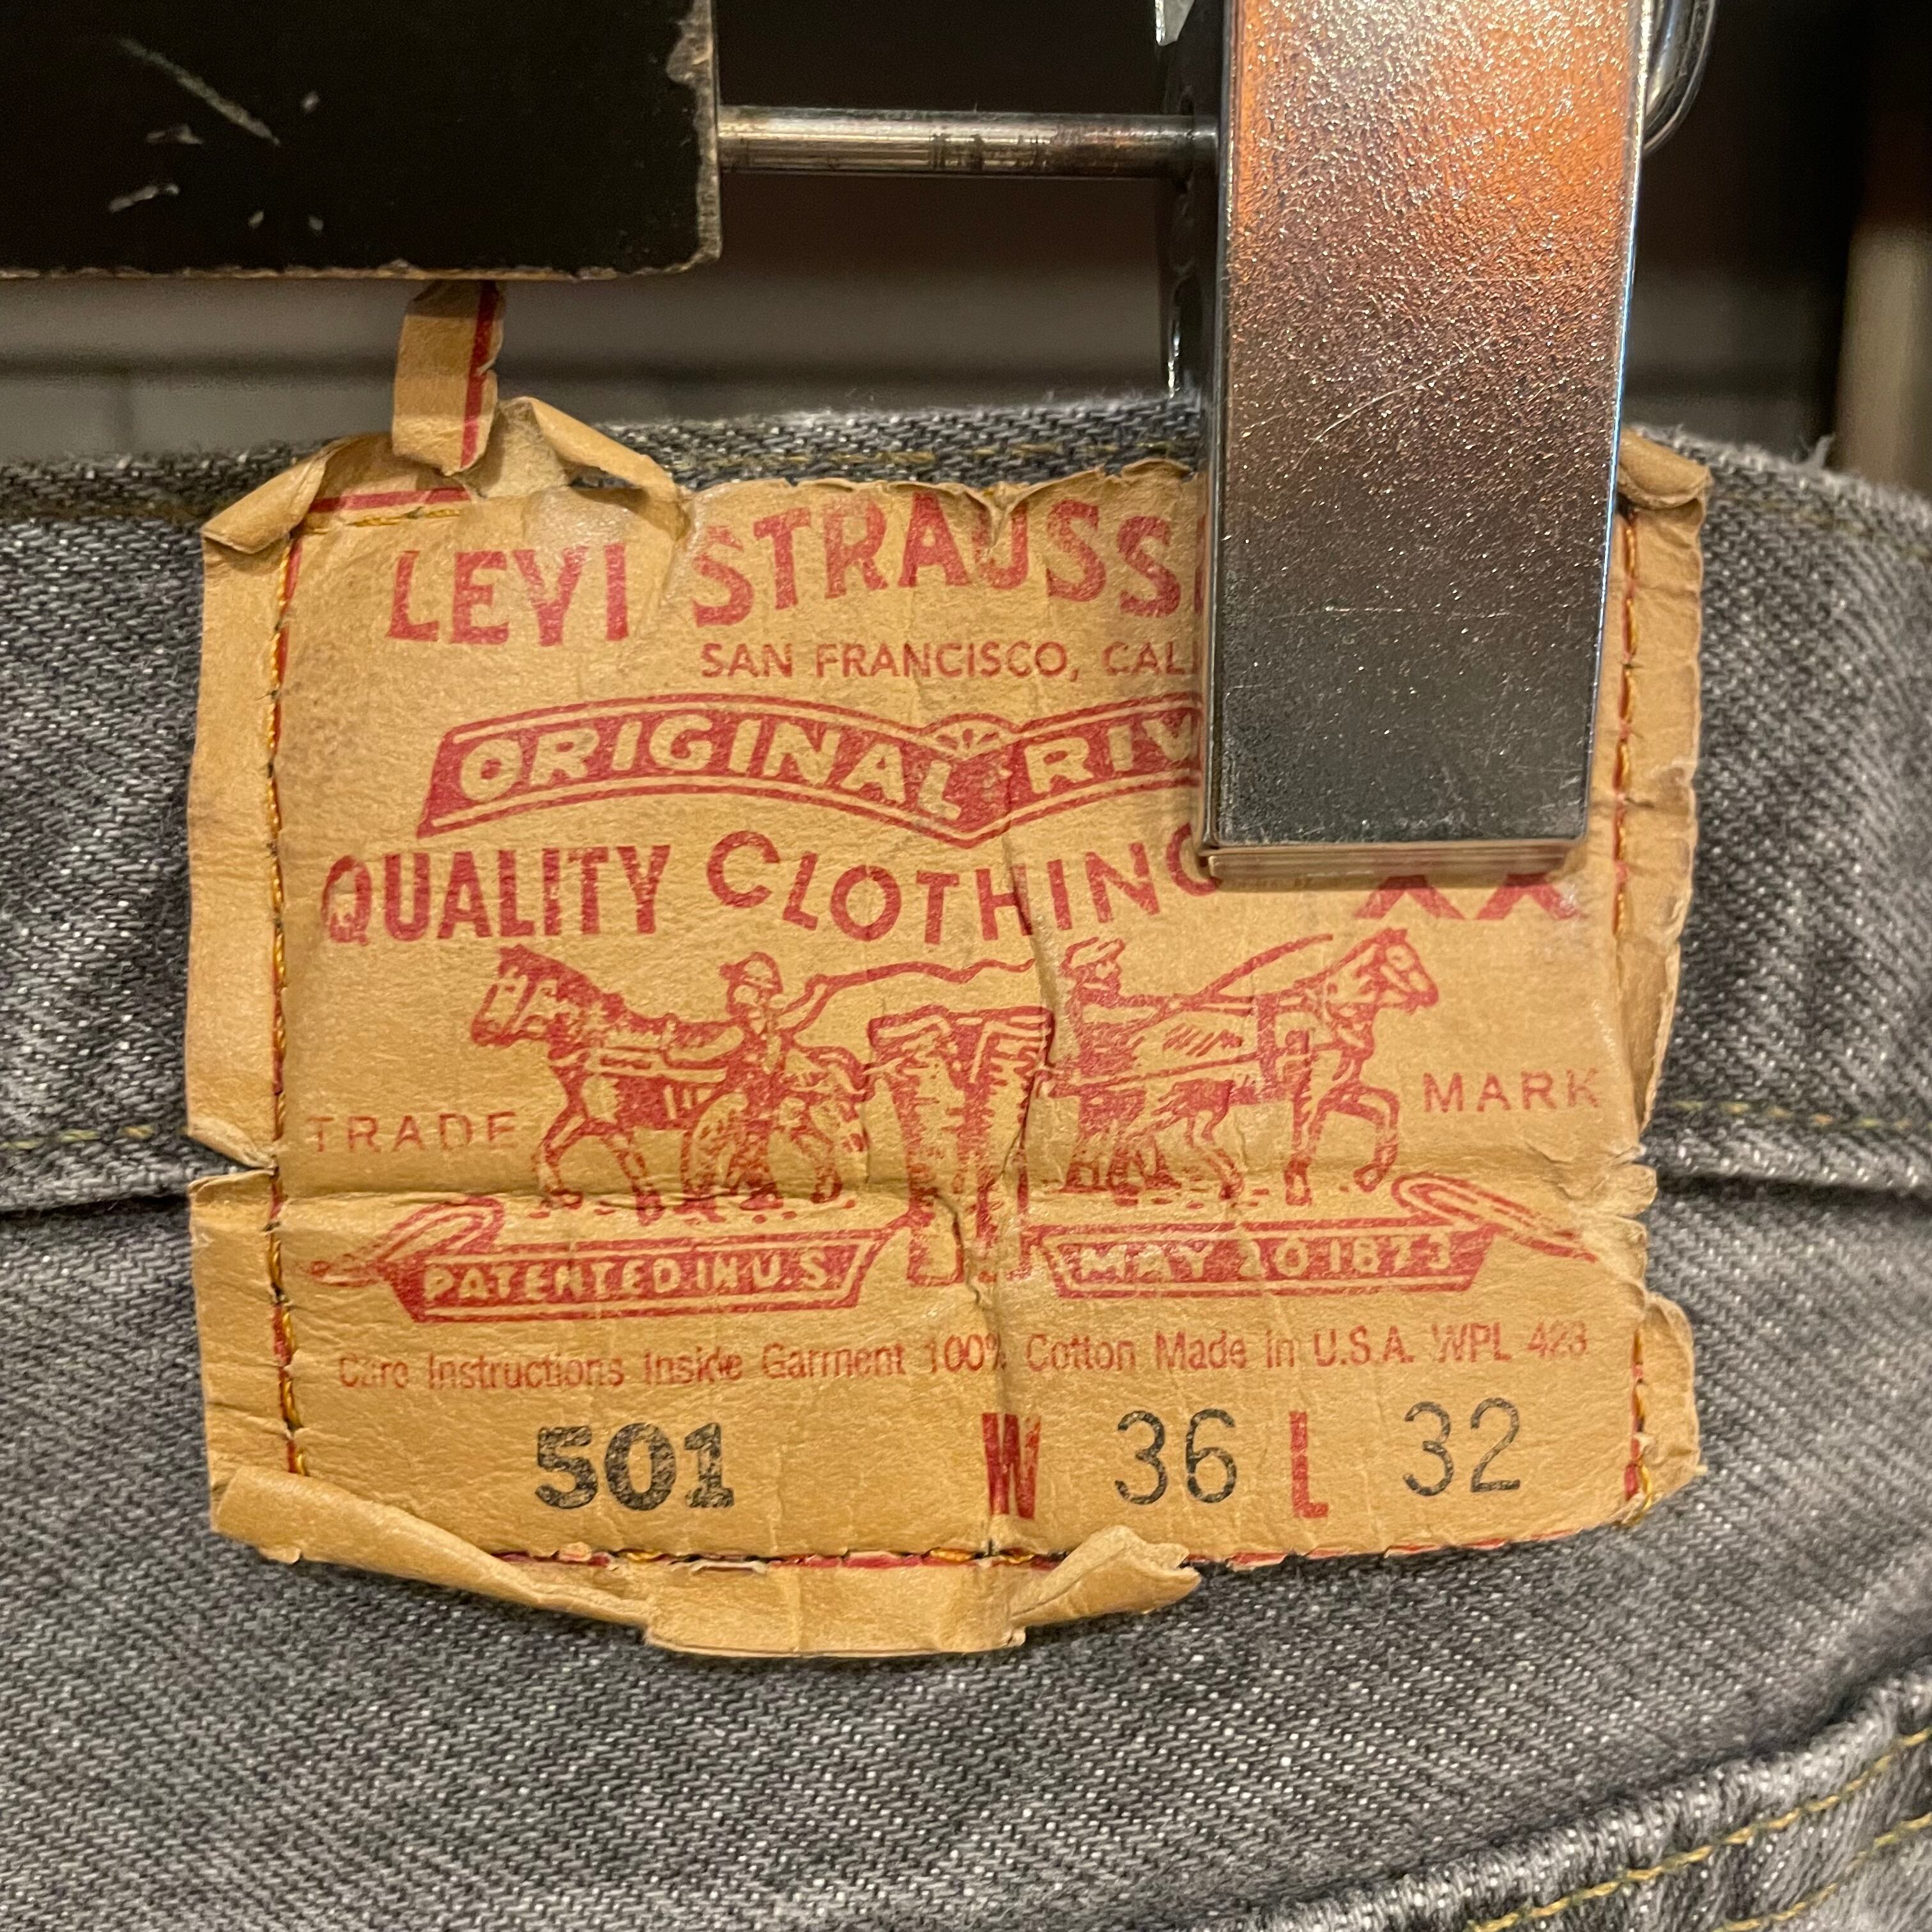 LEVI STRAUSS
SAN FRANCISCO, CAL
ORIGINAL RIV
QUALITY CLOTHING XX
TRADE MARK
PATENTED IN U.S. MAY 20 1873
Care Instructions Inside Garment 100% Cotton Made in U.S.A. WPL 423
501 W 36 L 32